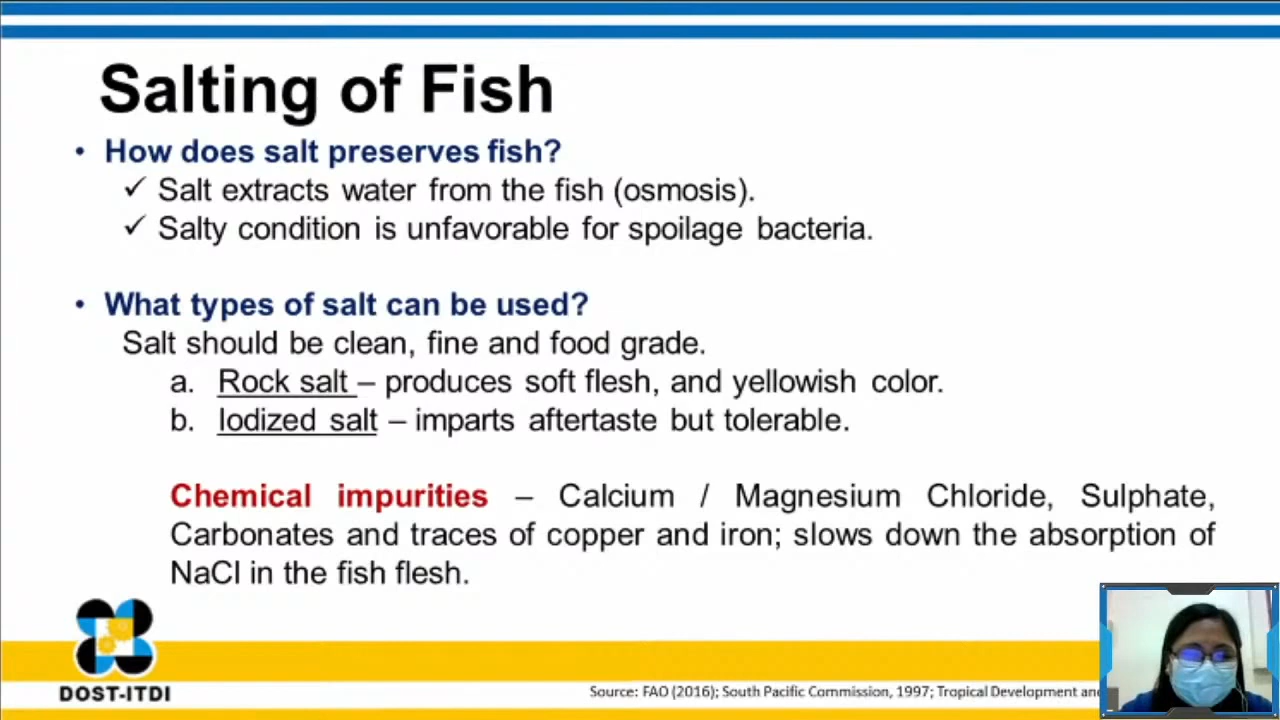 Salting of Fish
• How does salt preserves fish?
✓ Salt extracts water from the fish (osmosis).
✓ Salty condition is unfavorable for spoilage bacteria.
• What types of salt can be used?
Salt should be clean, fine and food grade.
a. Rock salt – produces soft flesh, and yellowish color.
b. Iodized salt – imparts aftertaste but tolerable.
Chemical impurities – Calcium / Magnesium Chloride, Sulphate,
Carbonates and traces of copper and iron; slows down the absorption of
NaCl in the fish flesh.
DOST-ITDI
Source: FAO (2016); South Pacific Commission, 1997; Tropical Development and